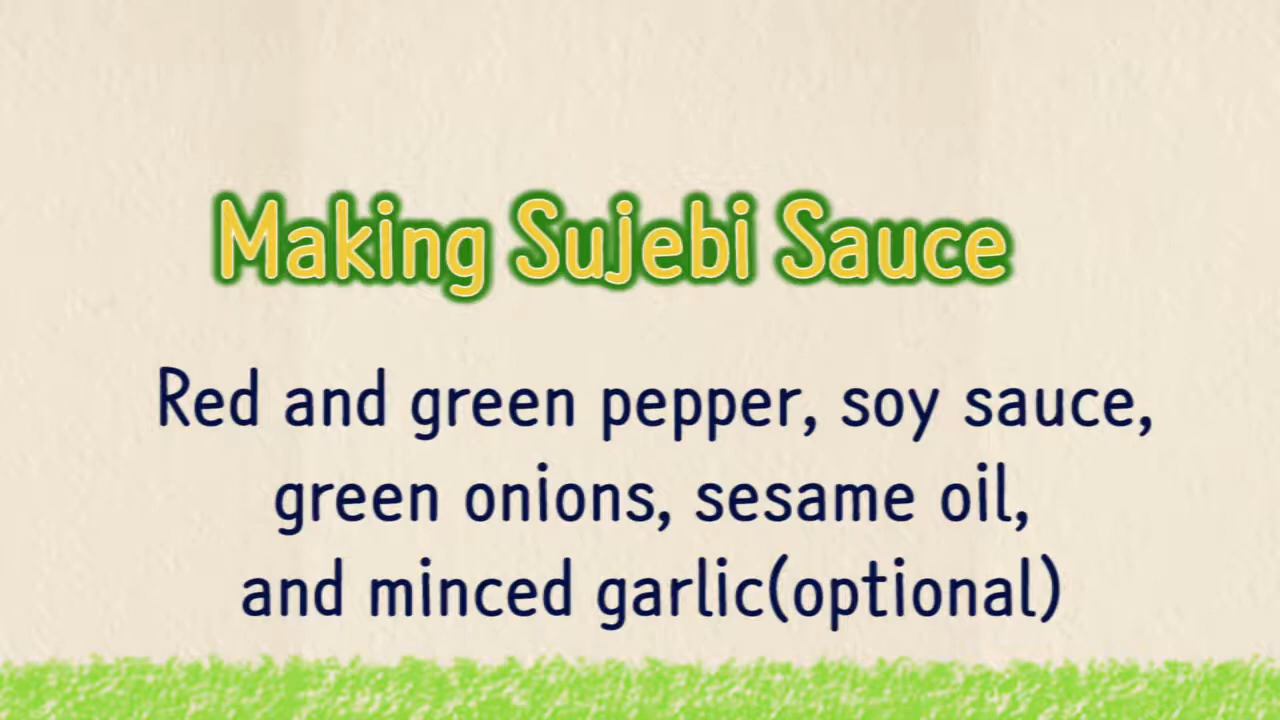 Making Sujebi Sauce
Red and green pepper, soy sauce,
green onions, sesame oil,
and minced garlic(optional)